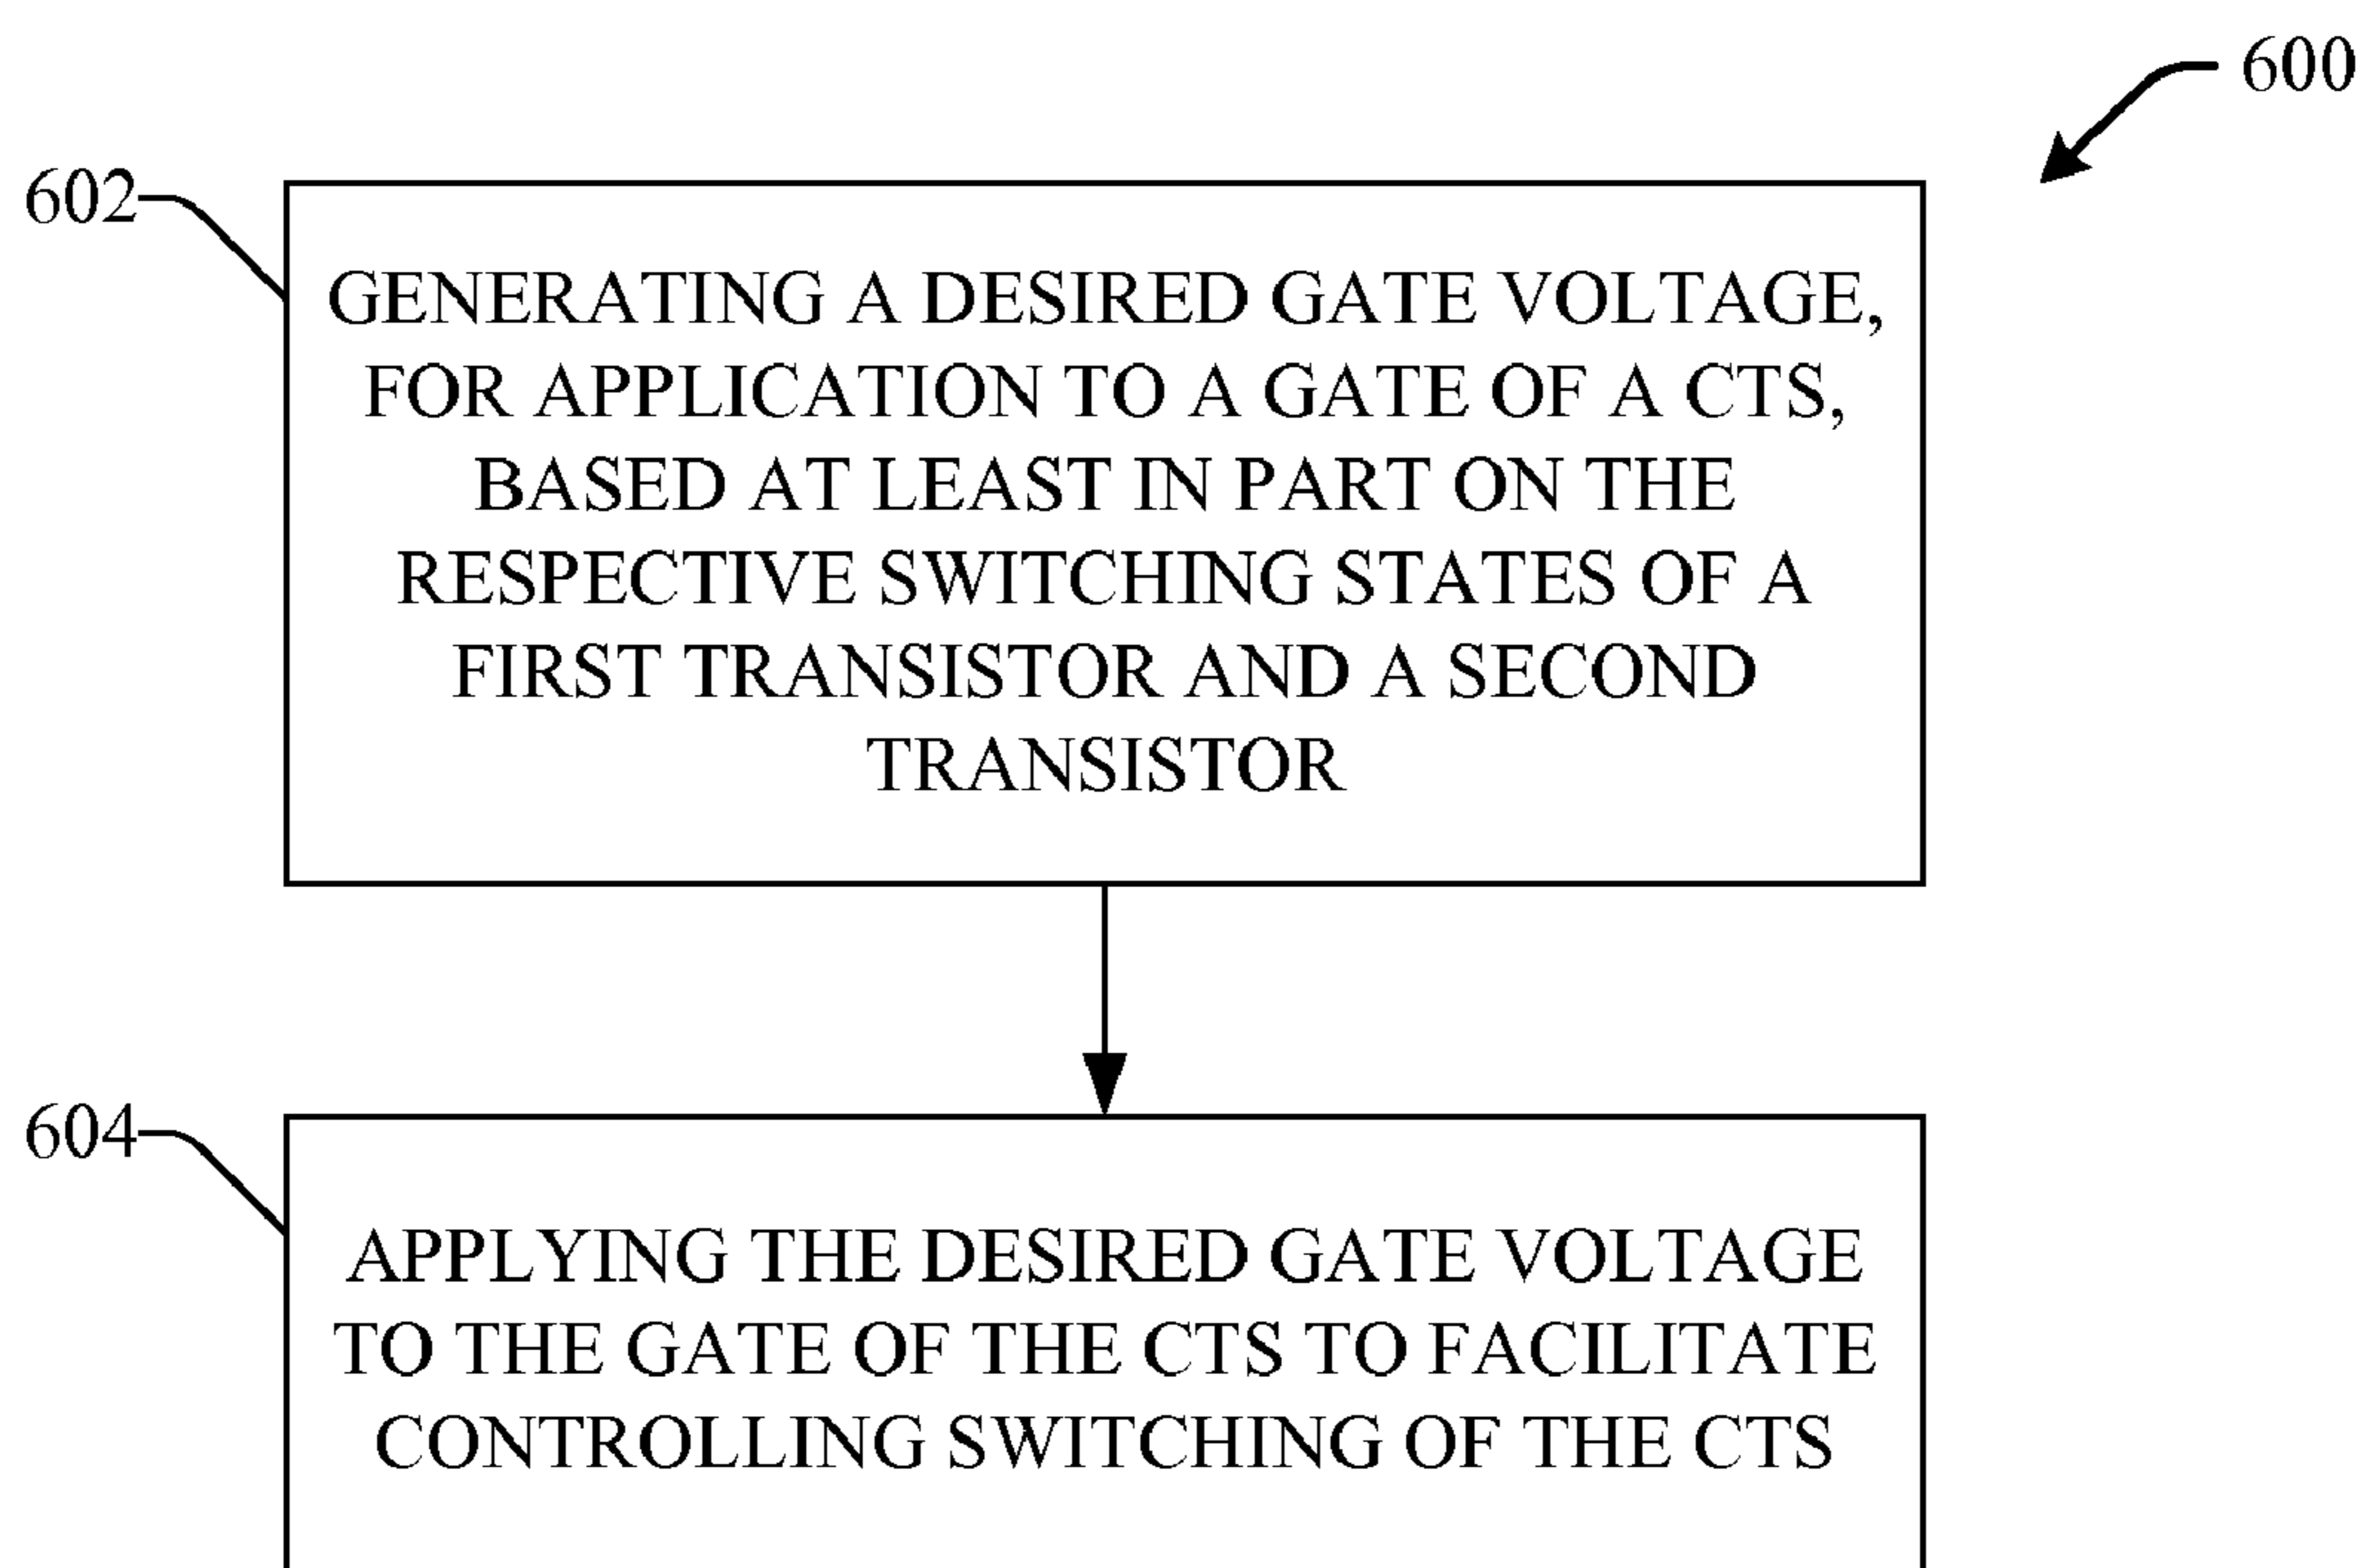 600
602
GENERATING A DESIRED GATE VOLTAGE,
FOR APPLICATION TO A GATE OF A CTS,
BASED AT LEAST IN PART ON THE
RESPECTIVE SWITCHING STATES OF A
FIRST TRANSISTOR AND A SECOND
TRANSISTOR
604
APPLYING THE DESIRED GATE VOLTAGE
TO THE GATE OF THE CTS TO FACILITATE
CONTROLLING SWITCHING OF THE CTS